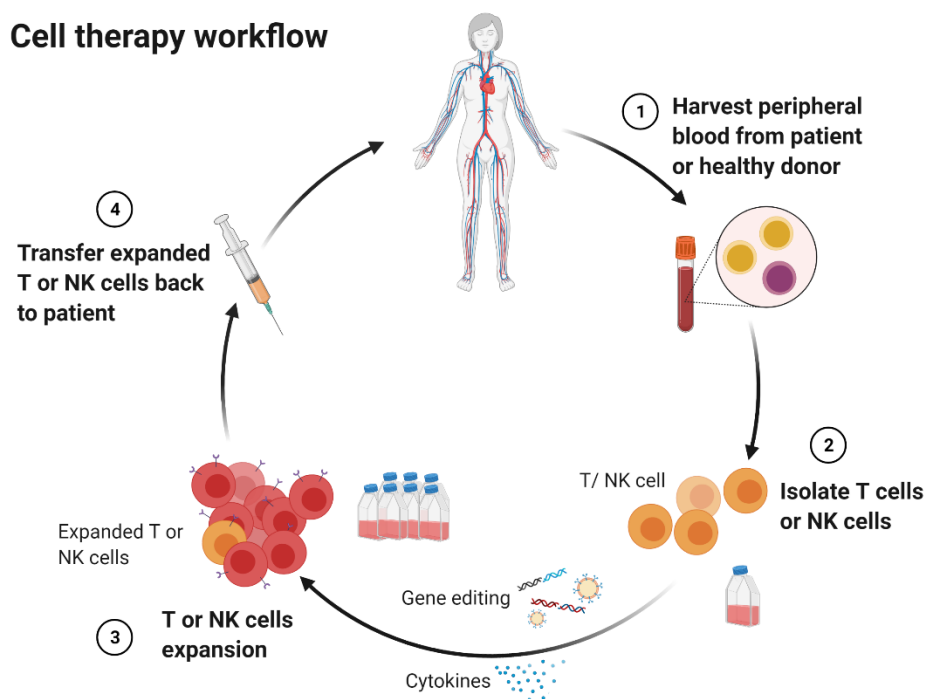 Cell therapy workflow
1
Harvest peripheral
blood from patient
or healthy donor
2
Isolate T cells
or NK cells
T/ NK cell
Gene editing
Cytokines
3
T or NK cells
expansion
Expanded T or
NK cells
4
Transfer expanded
T or NK cells back
to patient